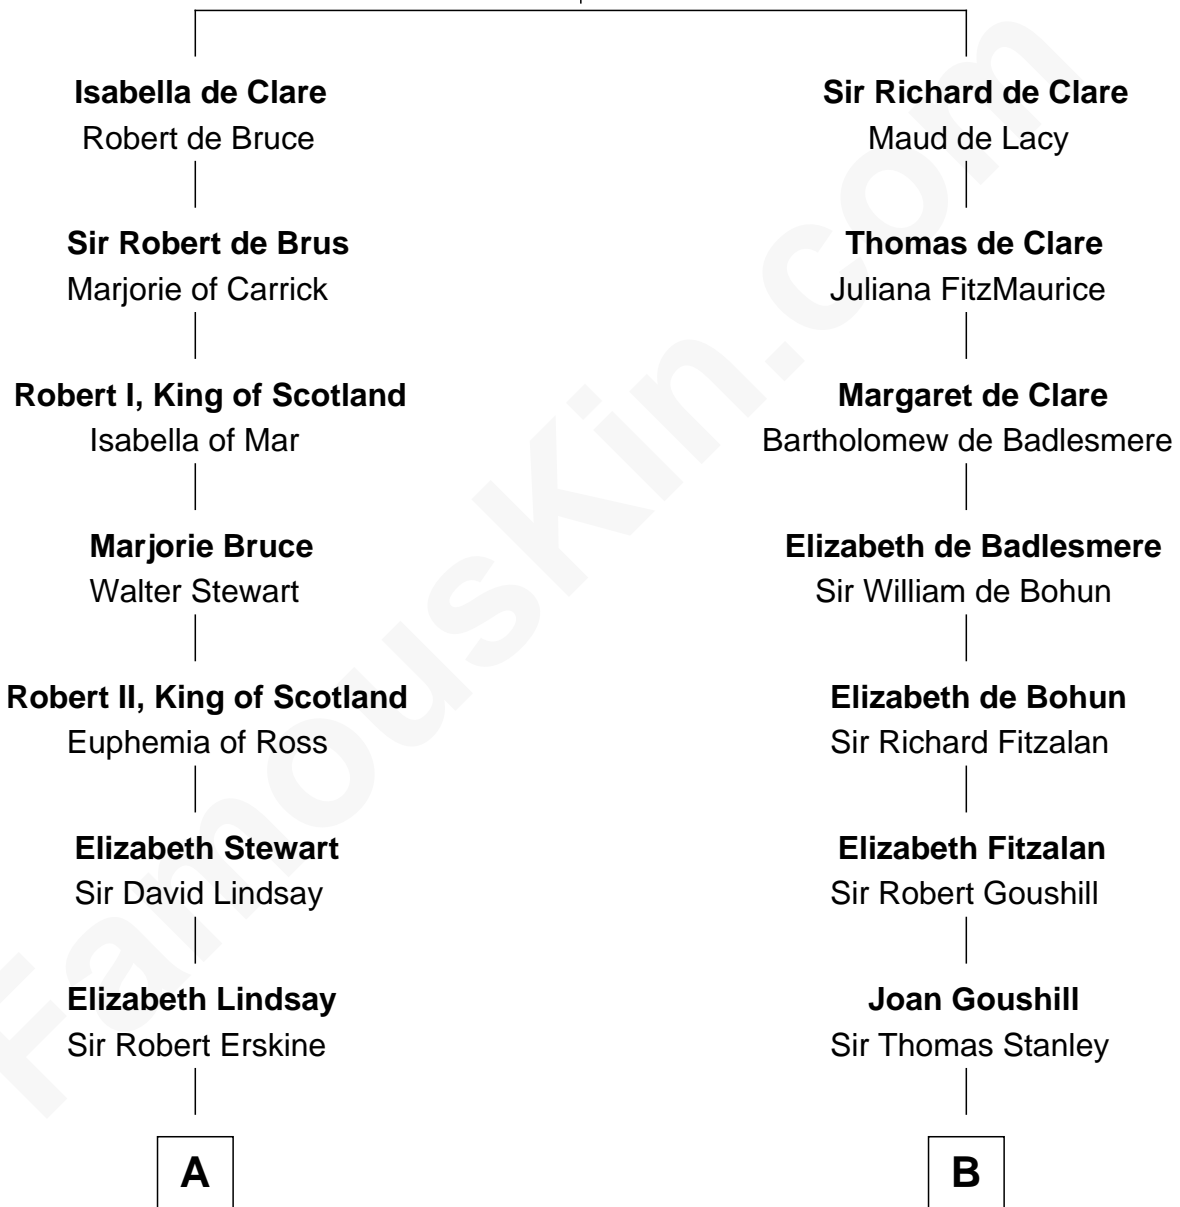 Isabella de Clare
Robert de Bruce
Sir Robert de Brus
Marjorie of Carrick
Robert I, King of Scotland
Isabella of Mar
Marjorie Bruce
Walter Stewart
Robert II, King of Scotland
Euphemia of Ross
Elizabeth Stewart
Sir David Lindsay
Elizabeth Lindsay
Sir Robert Erskine
A
Sir Richard de Clare
Maud de Lacy
Thomas de Clare
Juliana FitzMaurice
Margaret de Clare
Bartholomew de Badlesmere
Elizabeth de Badlesmere
Sir William de Bohun
Elizabeth de Bohun
Sir Richard Fitzalan
Elizabeth Fitzalan
Sir Robert Goushill
Joan Goushill
Sir Thomas Stanley
B
FamousKin.com